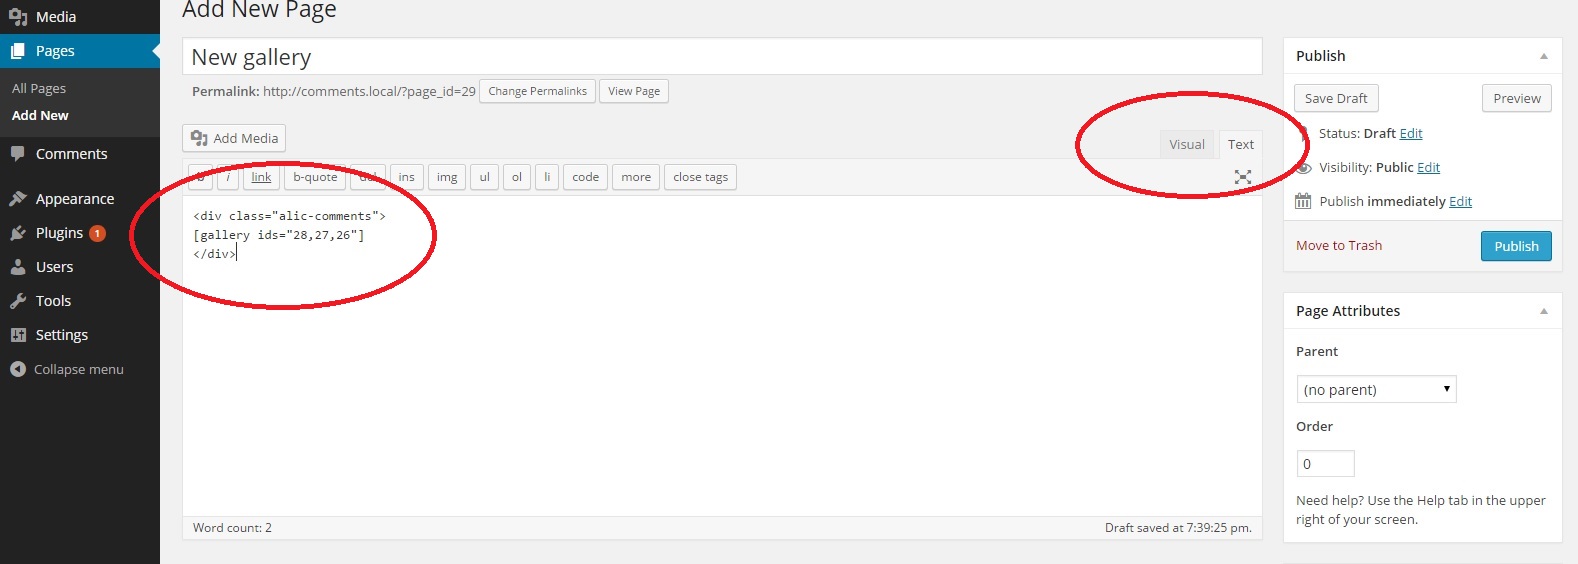 Media
Pages
All Pages
Add New
Comments
Appearance
Plugins 1
Users
Tools
Settings
Collapse menu
Add New Page
New gallery
Permalink: http://comments.local/?page_id=29 Change Permalinks View Page
Add Media
Visual Text
b i link b-quote del ins img ul ol li code more close tags
<div class="alic-comments">
[gallery ids="28,27,26"]
</div>
Word count: 2
Draft saved at 7:39:25 pm.
Publish
Save Draft Preview
Status: Draft Edit
Visibility: Public Edit
Publish immediately Edit
Move to Trash Publish
Page Attributes
Parent
(no parent)
Order
0
Need help? Use the Help tab in the upper
right of your screen.